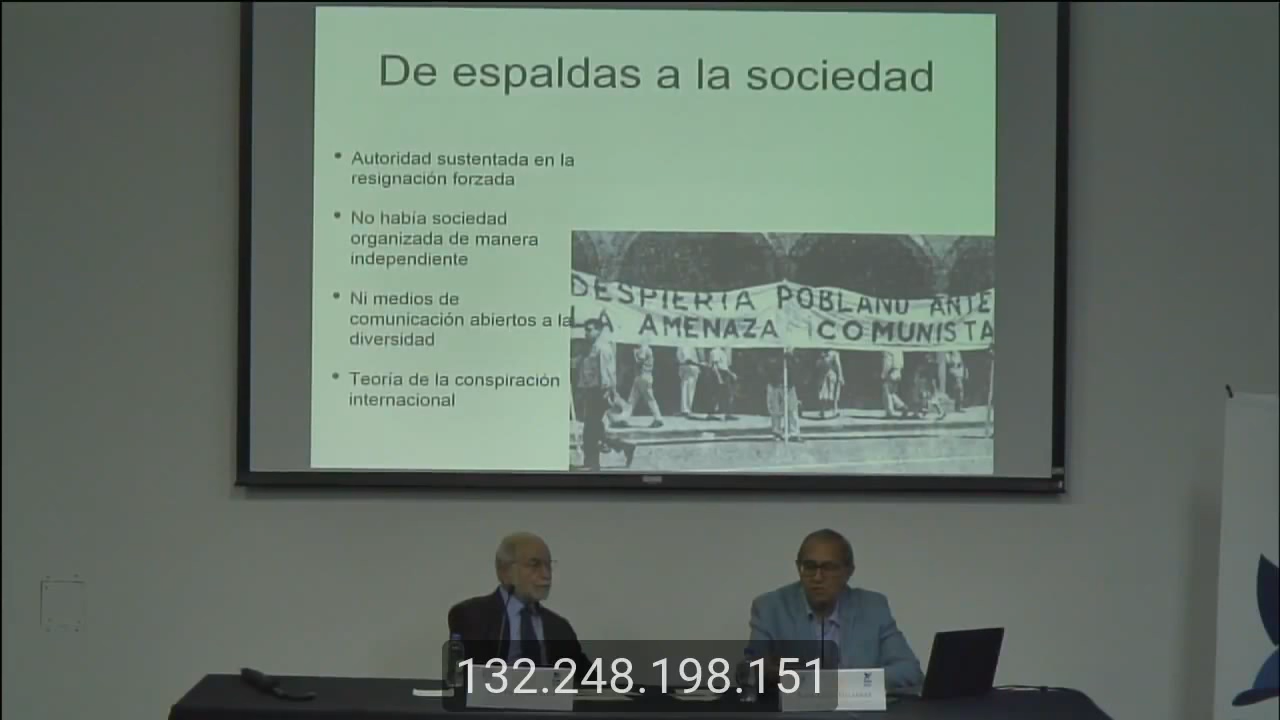 De espaldas a la sociedad
Autoridad sustentada en la
resignación forzada
No había sociedad
organizada de manera
independiente
Ni medios de
comunicación abiertos a la
diversidad
Teoría de la conspiración
internacional
DESPIERTA POBLANO ANTE
LA AMENAZA COMUNISTA
132.248.198.151